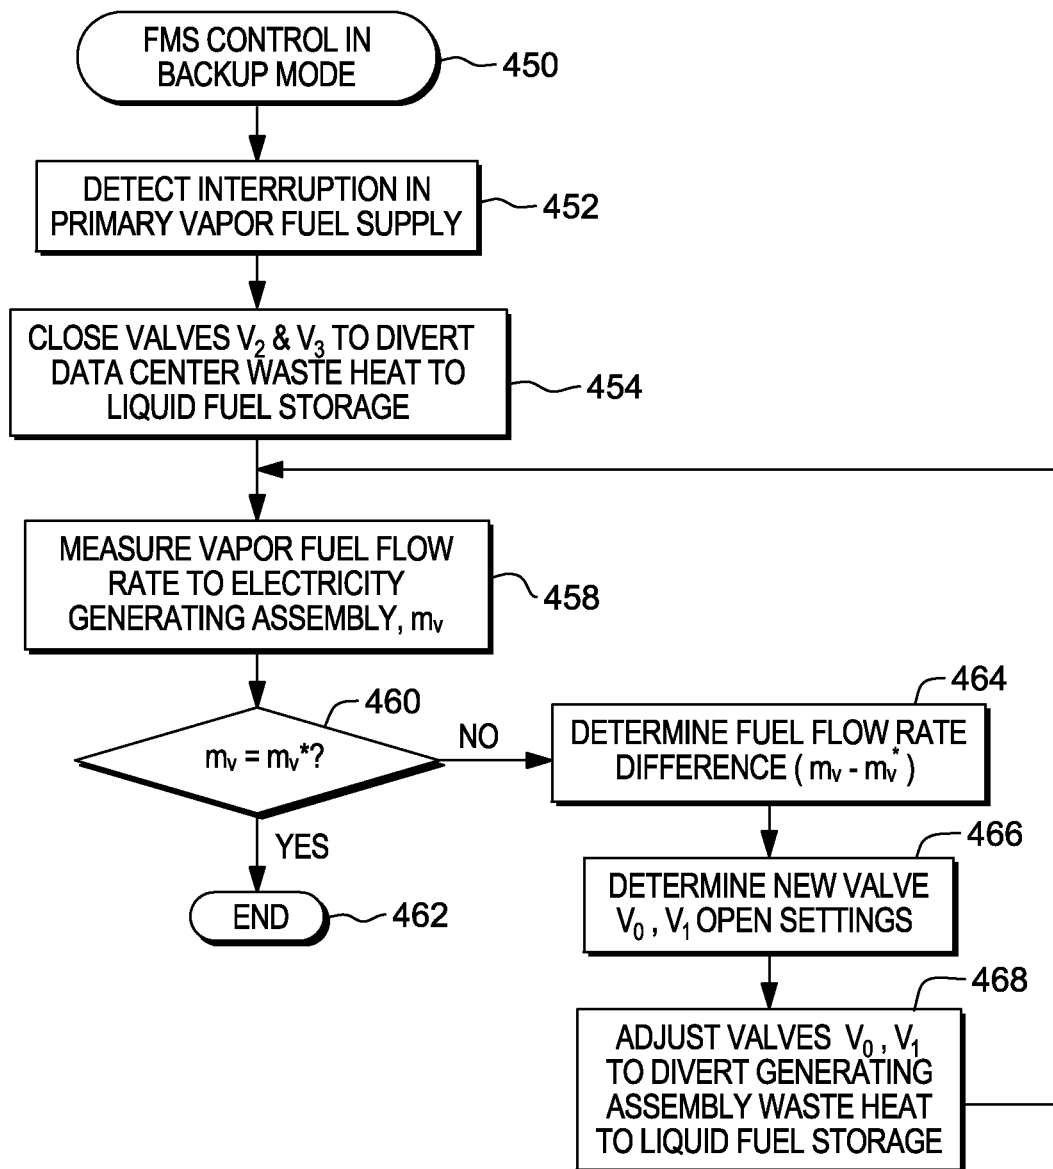 FMS CONTROL IN
BACKUP MODE
450
DETECT INTERRUPTION IN
PRIMARY VAPOR FUEL SUPPLY
452
CLOSE VALVES V₂ & V₃ TO DIVERT
DATA CENTER WASTE HEAT TO
LIQUID FUEL STORAGE
454
MEASURE VAPOR FUEL FLOW
RATE TO ELECTRICITY
GENERATING ASSEMBLY, mᵥ
458
460
mᵥ = mᵥ*?
NO
YES
END
462
464
DETERMINE FUEL FLOW RATE
DIFFERENCE ( mᵥ - mᵥ* )
466
DETERMINE NEW VALVE
V₀ , V₁ OPEN SETTINGS
468
ADJUST VALVES V₀ , V₁
TO DIVERT GENERATING
ASSEMBLY WASTE HEAT
TO LIQUID FUEL STORAGE